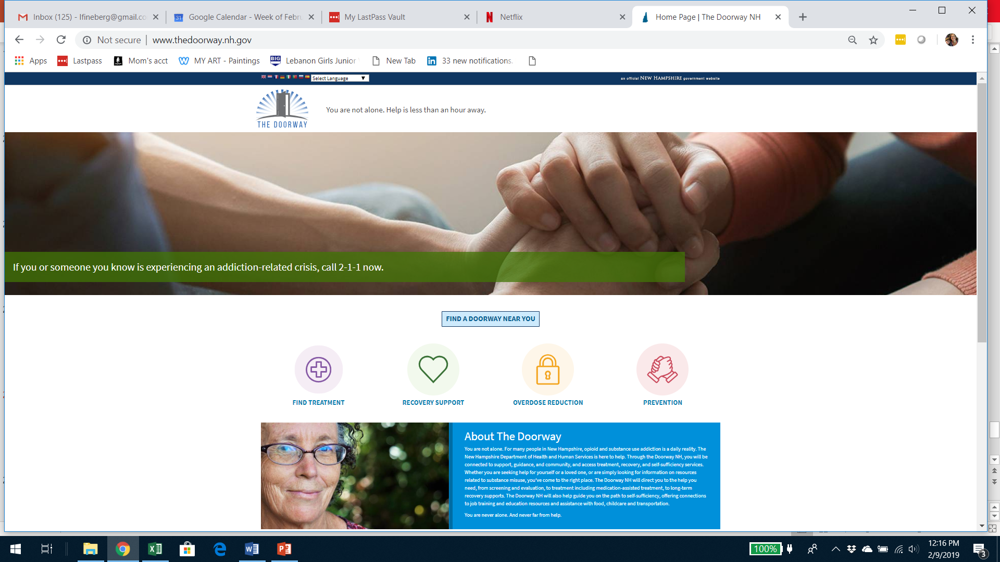 Inbox (125) - lfineberg@gmail.co
31
Google Calendar - Week of Febru
My LastPass Vault
Netflix
Home Page | The Doorway NH
Not secure | www.thedoorway.nh.gov
Apps
Lastpass
Mom's acct
MY ART - Paintings
BIG
Lebanon Girls Junior
New Tab
in
33 new notifications.
Select Language
an official NEW HAMPSHIRE government website
THE DOORWAY
You are not alone. Help is less than an hour away.
If you or someone you know is experiencing an addiction-related crisis, call 2-1-1 now.
FIND A DOORWAY NEAR YOU
FIND TREATMENT
RECOVERY SUPPORT
OVERDOSE REDUCTION
PREVENTION
About The Doorway
You are not alone. For many people in New Hampshire, opioid and substance use addiction is a daily reality. The
New Hampshire Department of Health and Human Services is here to help. Through the Doorway NH, you will be
connected to support, guidance, and community, and access treatment, recovery, and self-sufficiency services.
Whether you are seeking help for yourself or a loved one, or are simply looking for information on resources
related to substance misuse, you've come to the right place. The Doorway NH will direct you to the help you
need, from screening and evaluation, to treatment including medication-assisted treatment, to long-term
recovery supports. The Doorway NH will also help guide you on the path to self-sufficiency, offering connections
to job training and education resources and assistance with food, childcare and transportation.
You are never alone. And never far from help.
100%
12:16 PM
2/9/2019
3